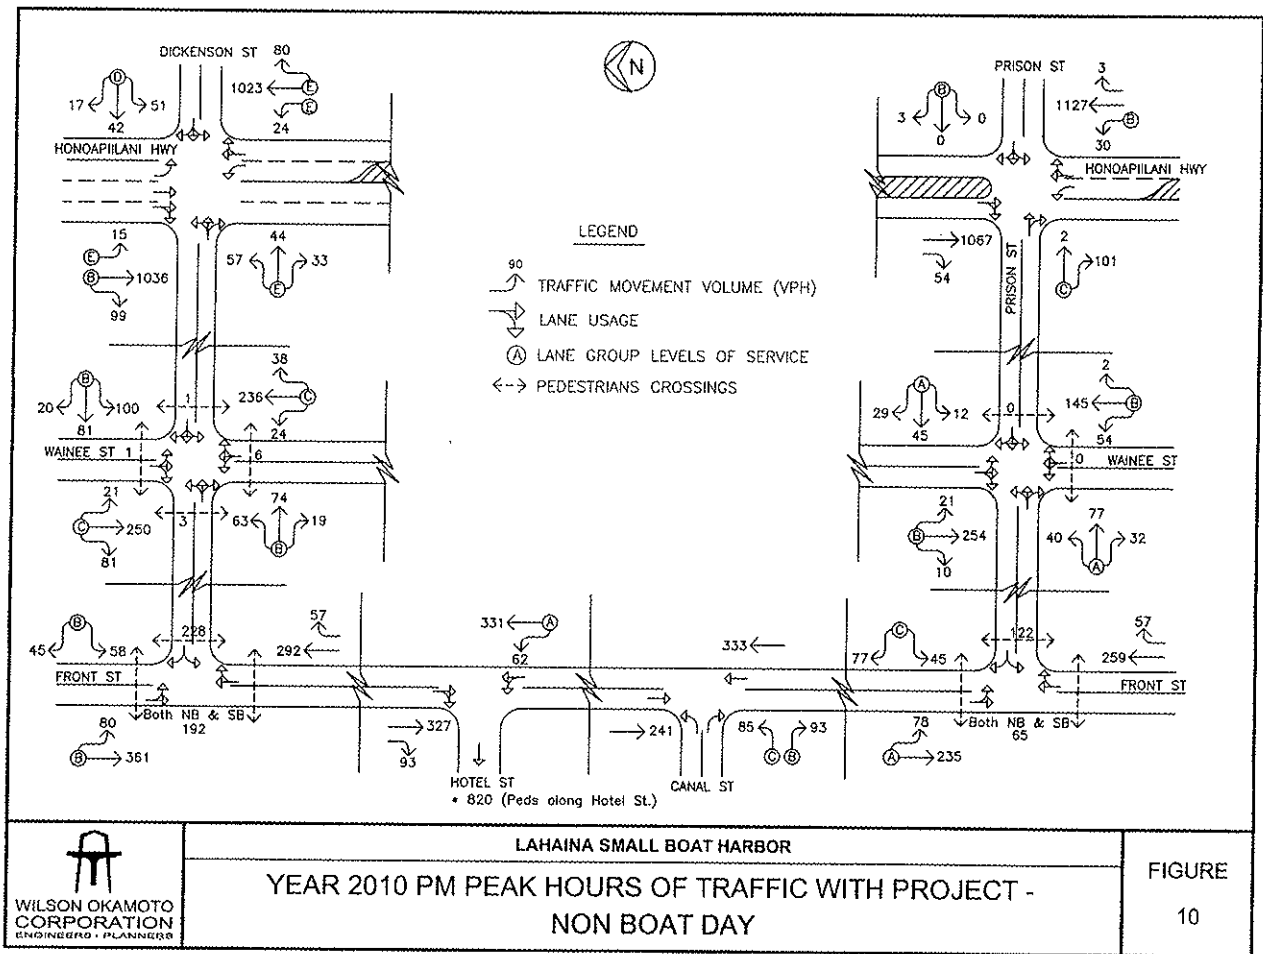 DICKENSON ST
80
1023
E
E
24
D
17
51
42
HONOAPIILANI HWY
N
PRISON ST
3
1127
B
30
B
3
0
0
HONOAPIILANI HWY
15
E
B
1036
99
44
57
33
E
LEGEND
90
TRAFFIC MOVEMENT VOLUME (VPH)
LANE USAGE
A
LANE GROUP LEVELS OF SERVICE
PEDESTRIANS CROSSINGS
1067
54
PRISON ST
2
101
C
B
20
100
81
38
236
C
24
1
WAINEE ST
1
6
3
21
C
250
81
74
63
19
B
A
29
12
45
0
2
145
B
54
0
WAINEE ST
21
B
254
10
77
40
32
A
B
45
58
228
57
292
331
A
62
333
C
77
45
122
57
259
FRONT ST
FRONT ST
Both NB & SB
192
80
B
361
327
93
241
85
93
C
B
Both NB & SB
65
78
A
235
HOTEL ST
CANAL ST
* 820 (Peds along Hotel St.)
WILSON OKAMOTO
CORPORATION
ENGINEERS · PLANNERS
LAHAINA SMALL BOAT HARBOR
YEAR 2010 PM PEAK HOURS OF TRAFFIC WITH PROJECT -
NON BOAT DAY
FIGURE
10